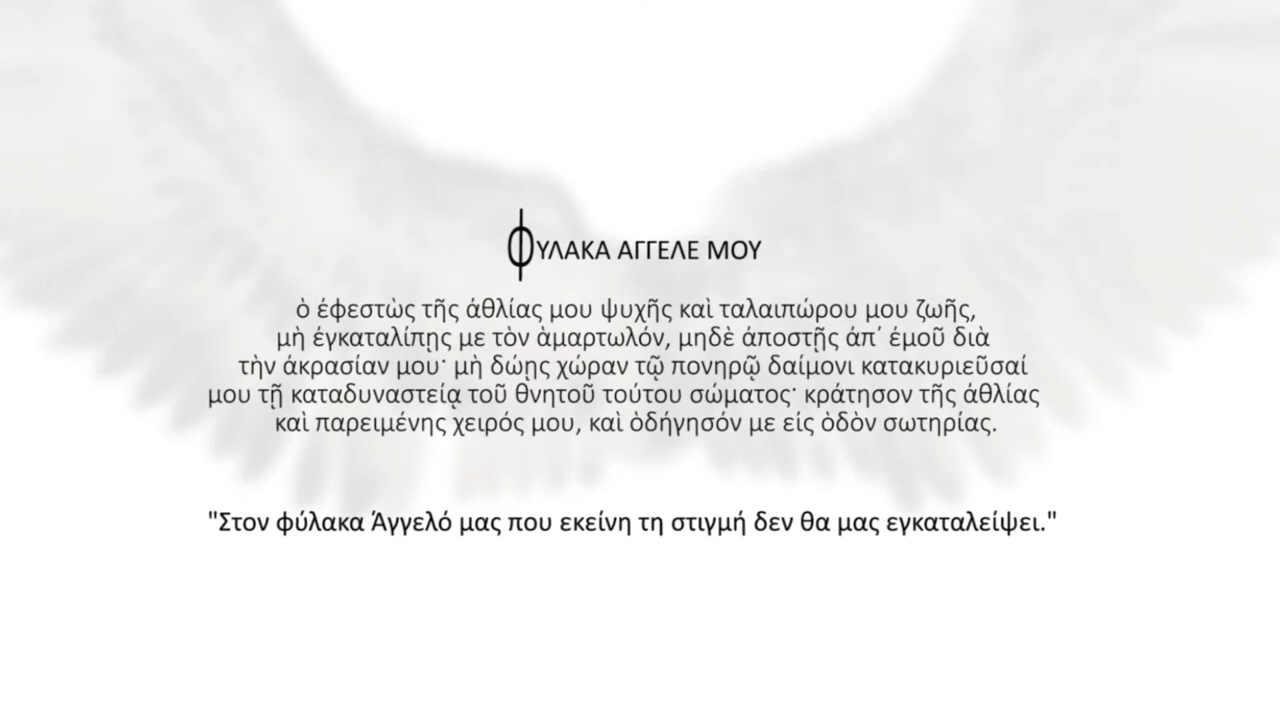 ΦΥΛΑΚΑ ΑΓΓΕΛΕ ΜΟΥ
ὁ ἐφεστὼς τῆς ἀθλίας μου ψυχῆς καὶ ταλαιπώρου μου ζωῆς,
μὴ ἐγκαταλίπῃς με τὸν ἁμαρτωλόν, μηδὲ ἀποστῇς ἀπ᾿ ἐμοῦ διὰ
τὴν ἀκρασίαν μου· μὴ δώῃς χώραν τῷ πονηρῷ δαίμονι κατακυριεῦσαί
μου τῇ καταδυναστείᾳ τοῦ θνητοῦ τούτου σώματος· κράτησον τῆς ἀθλίας
καὶ παρειμένης χειρός μου, καὶ ὁδήγησόν με εἰς ὁδὸν σωτηρίας.
"Στον φύλακα Άγγελό μας που εκείνη τη στιγμή δεν θα μας εγκαταλείψει."